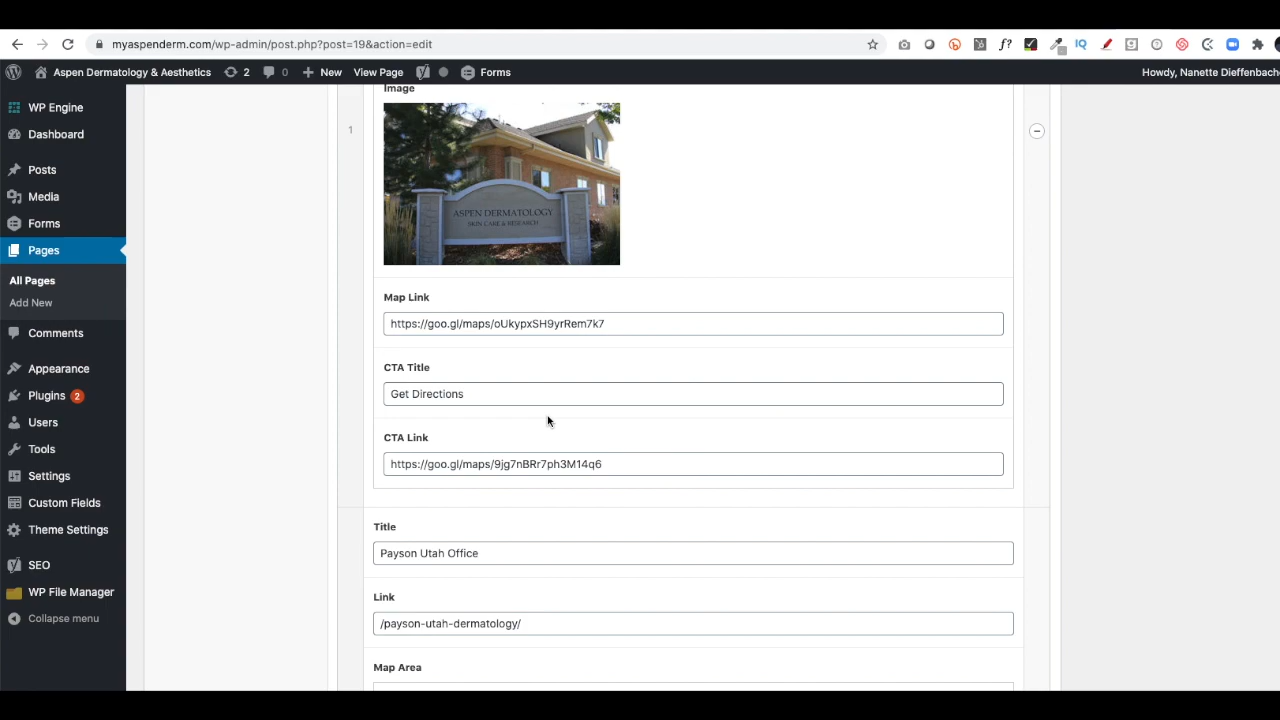 myaspenderm.com/wp-admin/post.php?post=19&action=edit
Aspen Dermatology & Aesthetics 2 0 New View Page Forms
Howdy, Nanette Dieffenbach
WP Engine
Dashboard
Posts
Media
Forms
Pages
All Pages
Add New
Comments
Appearance
Plugins 2
Users
Tools
Settings
Custom Fields
Theme Settings
SEO
WP File Manager
Collapse menu
Image
1
ASPEN DERMATOLOGY
SKIN CARE & RESEARCH
Map Link
https://goo.gl/maps/oUkypxSH9yrRem7k7
CTA Title
Get Directions
CTA Link
https://goo.gl/maps/9jg7nBRr7ph3M14q6
Title
Payson Utah Office
Link
/payson-utah-dermatology/
Map Area